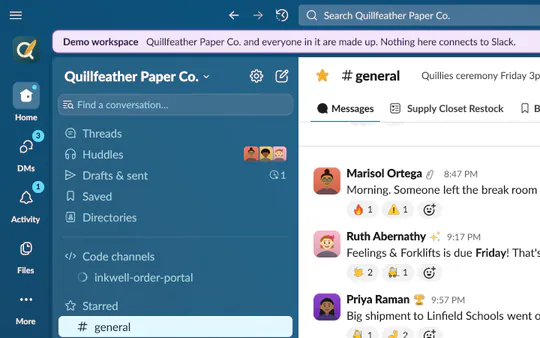 Search Quillfeather Paper Co.
Demo workspace Quillfeather Paper Co. and everyone in it are made up. Nothing here connects to Slack.
Home
3
DMs
1
Activity
Files
More
Quillfeather Paper Co.
Find a conversation...
Threads
Huddles
Drafts & sent 1
Saved
Directories
Code channels
inkwell-order-portal
Starred
# general
# general Quillies ceremony Friday 3p
Messages Supply Closet Restock B
Marisol Ortega 8:47 PM
Morning. Someone left the break room
1 1
Ruth Abernathy 9:17 PM
Feelings & Forklifts is due Friday! That's
2 1
Priya Raman 9:57 PM
Big shipment to Linfield Schools went o
1 2